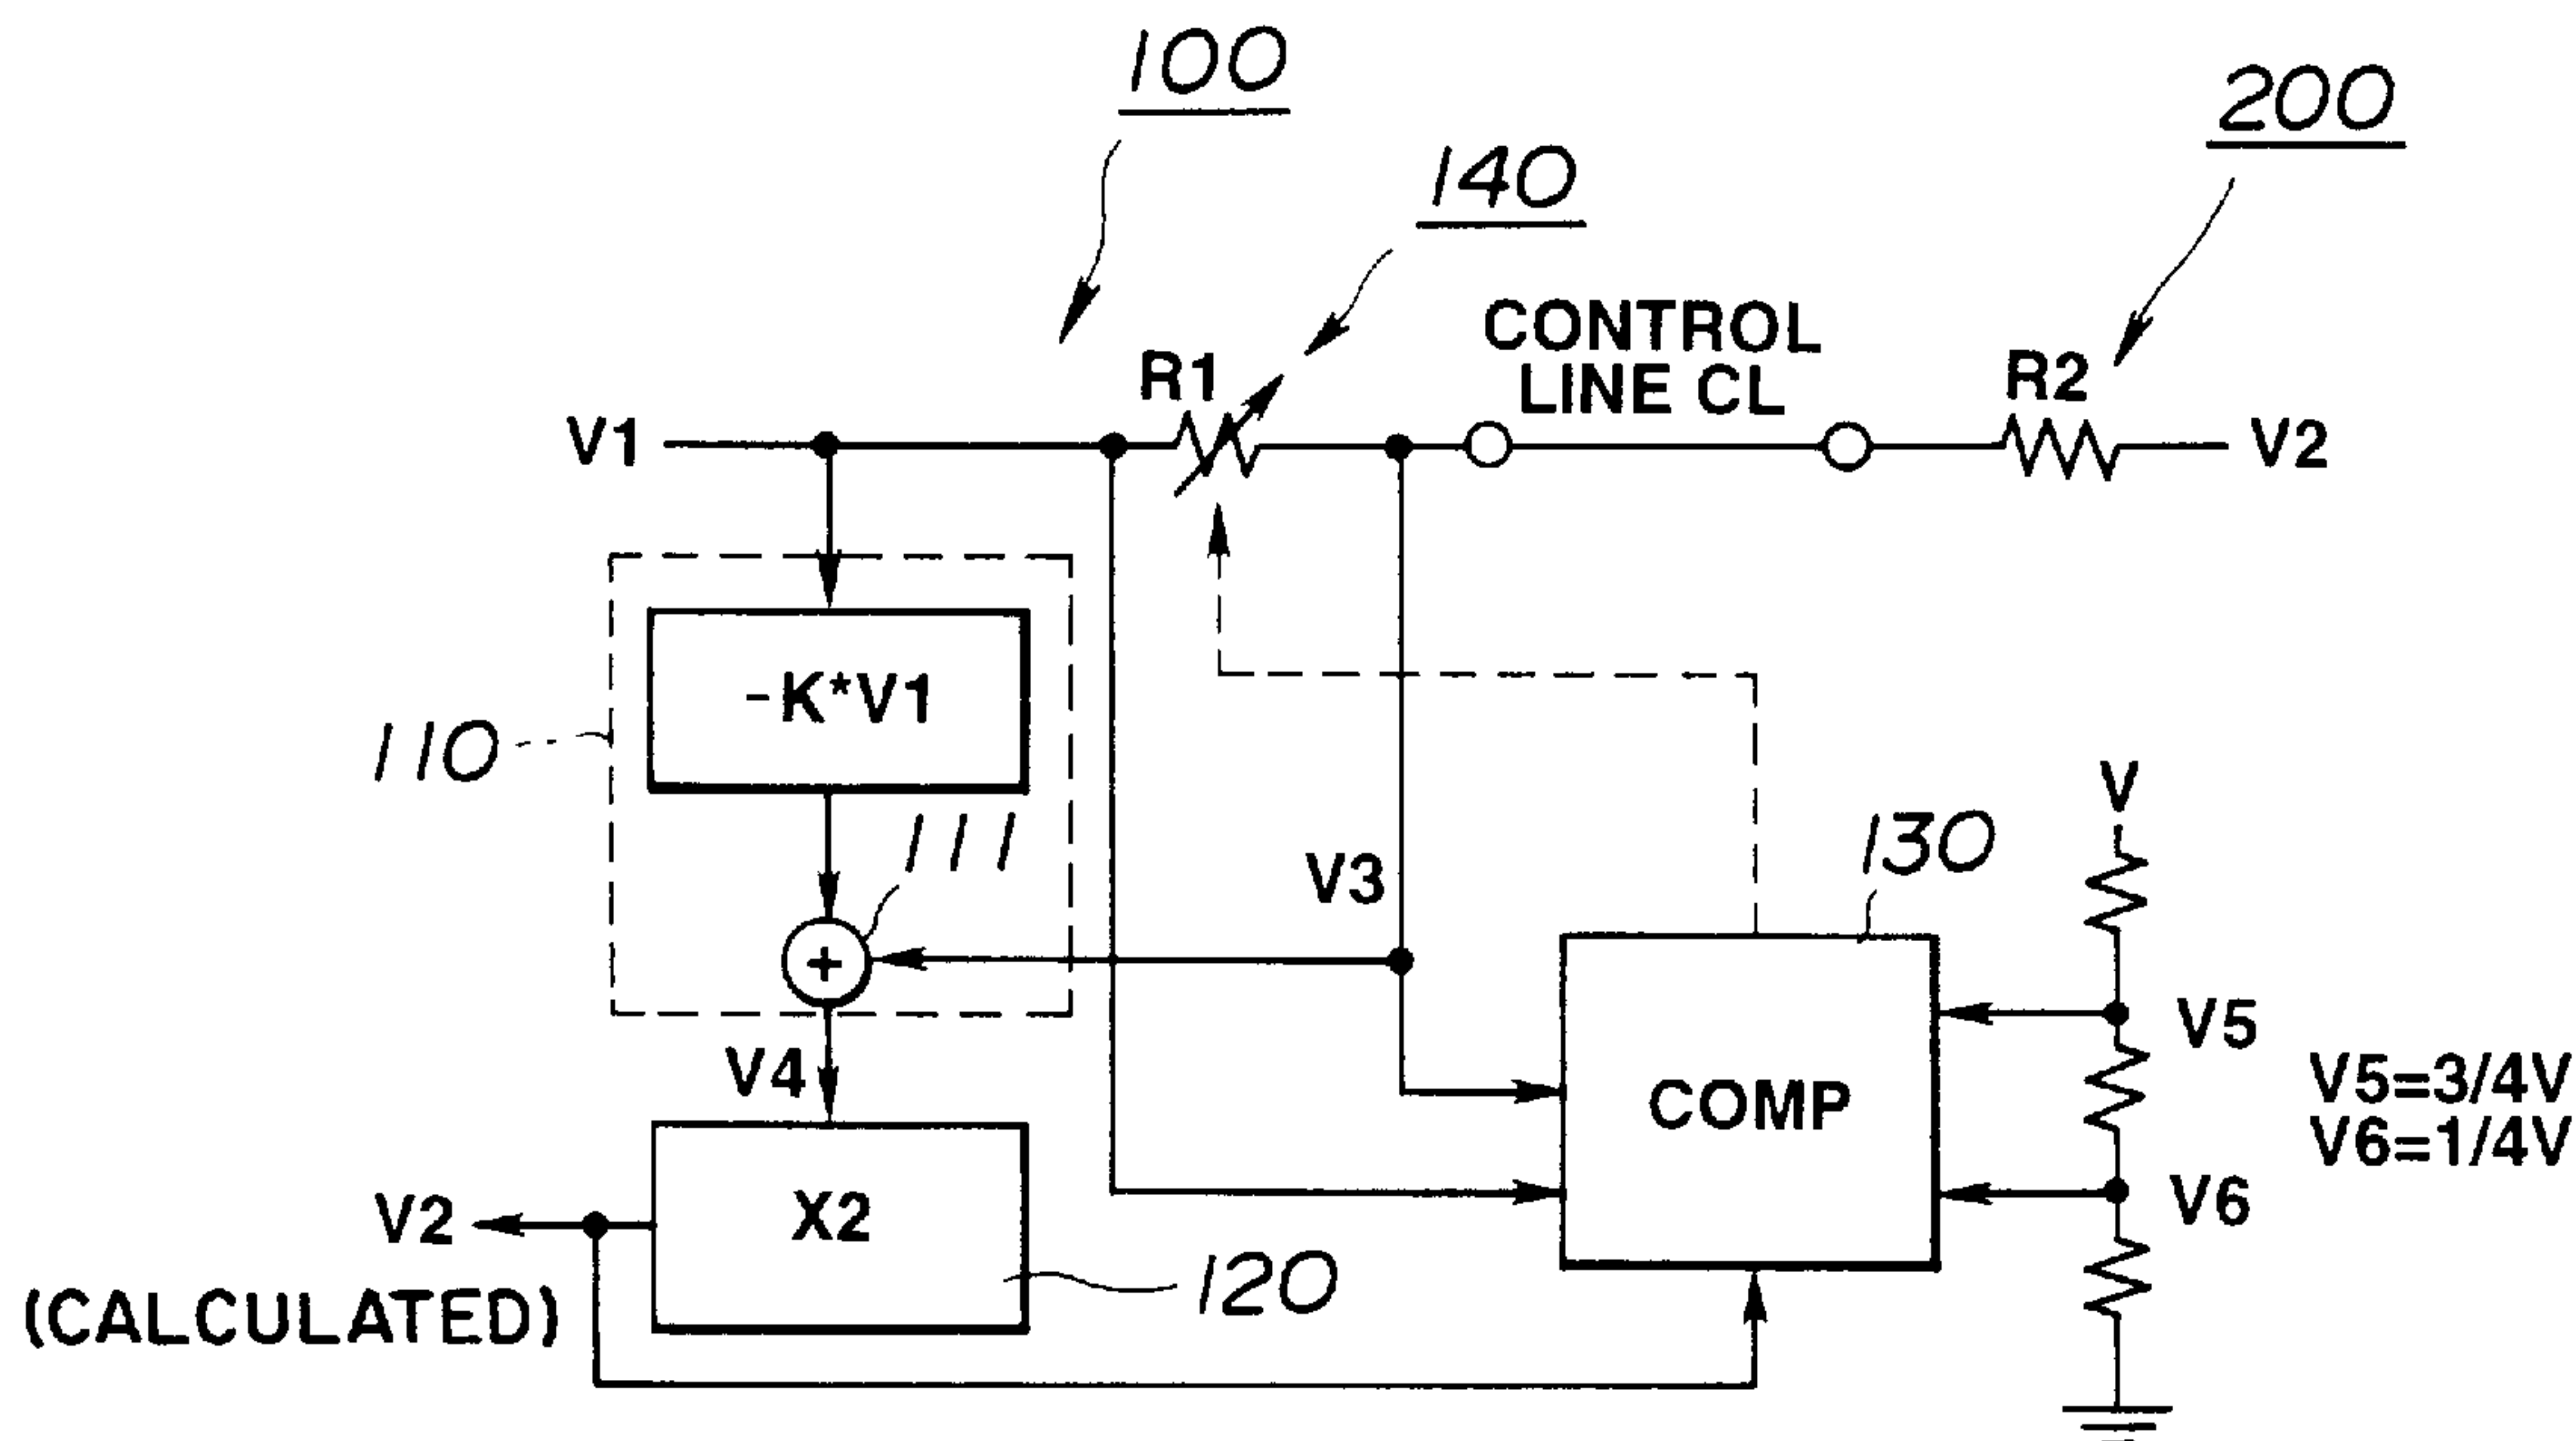 100
200
140
CONTROL
LINE CL
R1
R2
V1
V2
-K*V1
110
111
V
130
V3
V5
V4
COMP
V5=3/4V
V6=1/4V
V6
V2
X2
120
(CALCULATED)
+